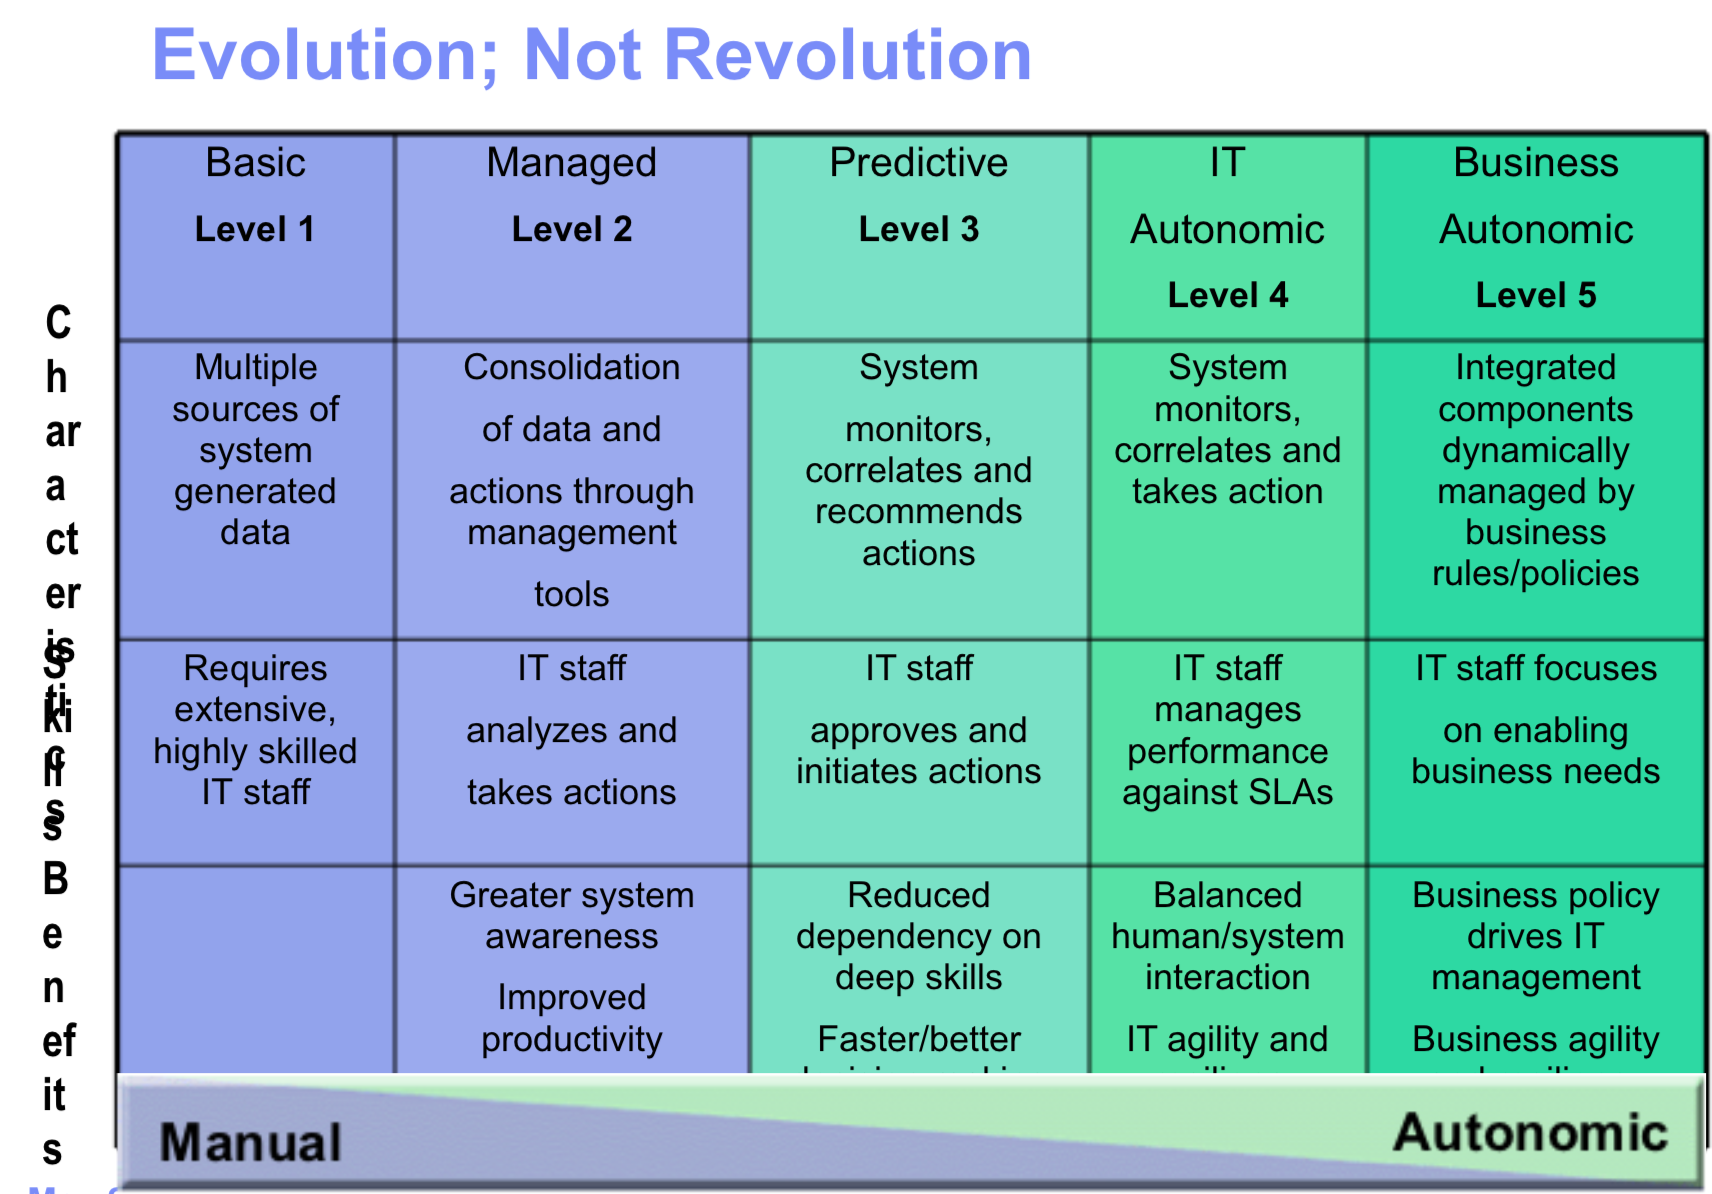 Evolution; Not Revolution
Basic
Level 1
Managed
Level 2
Predictive
Level 3
IT
Autonomic
Level 4
Business
Autonomic
Level 5
Characteristics
Multiple
sources of
system
generated
data
Consolidation
of data and
actions through
management
tools
System
monitors,
correlates and
recommends
actions
System
monitors,
correlates and
takes action
Integrated
components
dynamically
managed by
business
rules/policies
Skills
Requires
extensive,
highly skilled
IT staff
IT staff
analyzes and
takes actions
IT staff
approves and
initiates actions
IT staff
manages
performance
against SLAs
IT staff focuses
on enabling
business needs
Benefits
Greater system
awareness
Improved
productivity
Reduced
dependency on
deep skills
Faster/better
Balanced
human/system
interaction
IT agility and
Business policy
drives IT
management
Business agility
Manual
Autonomic